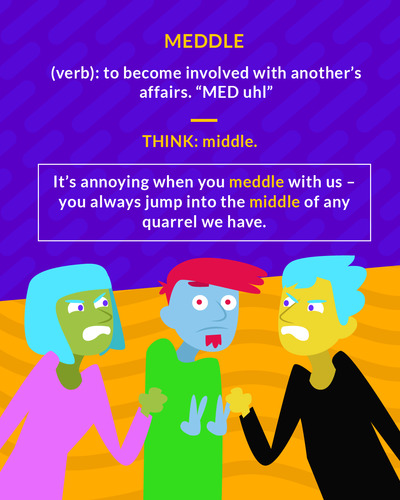 MEDDLE
(verb): to become involved with another’s
affairs. “MED uhl”
THINK: middle.
It’s annoying when you meddle with us –
you always jump into the middle of any
quarrel we have.